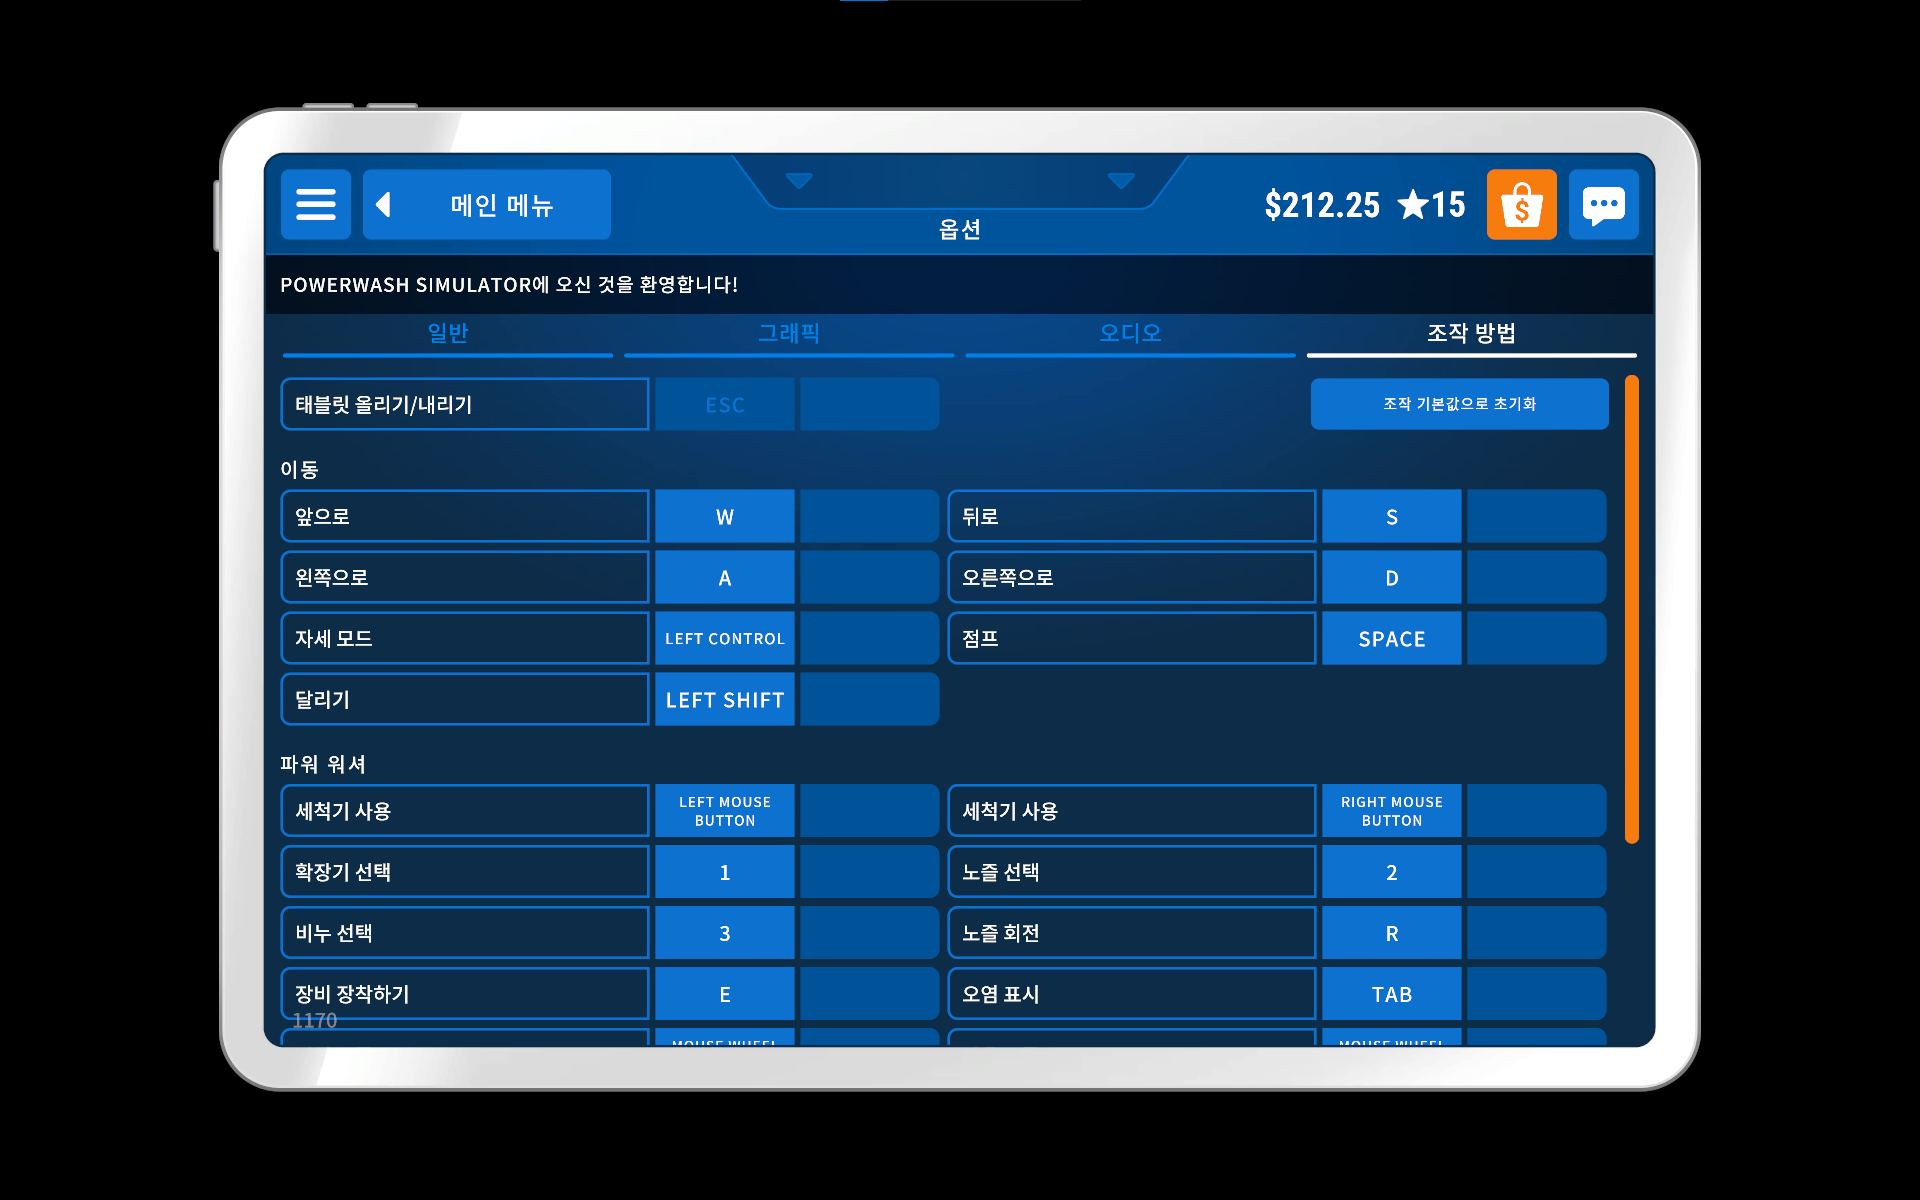 메인 메뉴
옵션
$212.25 ★15
POWERWASH SIMULATOR에 오신 것을 환영합니다!
일반 그래픽 오디오 조작 방법
태블릿 올리기/내리기 ESC 조작 기본값으로 초기화
이동
앞으로 W 뒤로 S
왼쪽으로 A 오른쪽으로 D
자세 모드 LEFT CONTROL 점프 SPACE
달리기 LEFT SHIFT
파워 워셔
세척기 사용 LEFT MOUSE BUTTON 세척기 사용 RIGHT MOUSE BUTTON
확장기 선택 1 노즐 선택 2
비누 선택 3 노즐 회전 R
장비 장착하기 E 오염 표시 TAB
1170
MOUSE WHEEL MOUSE WHEEL